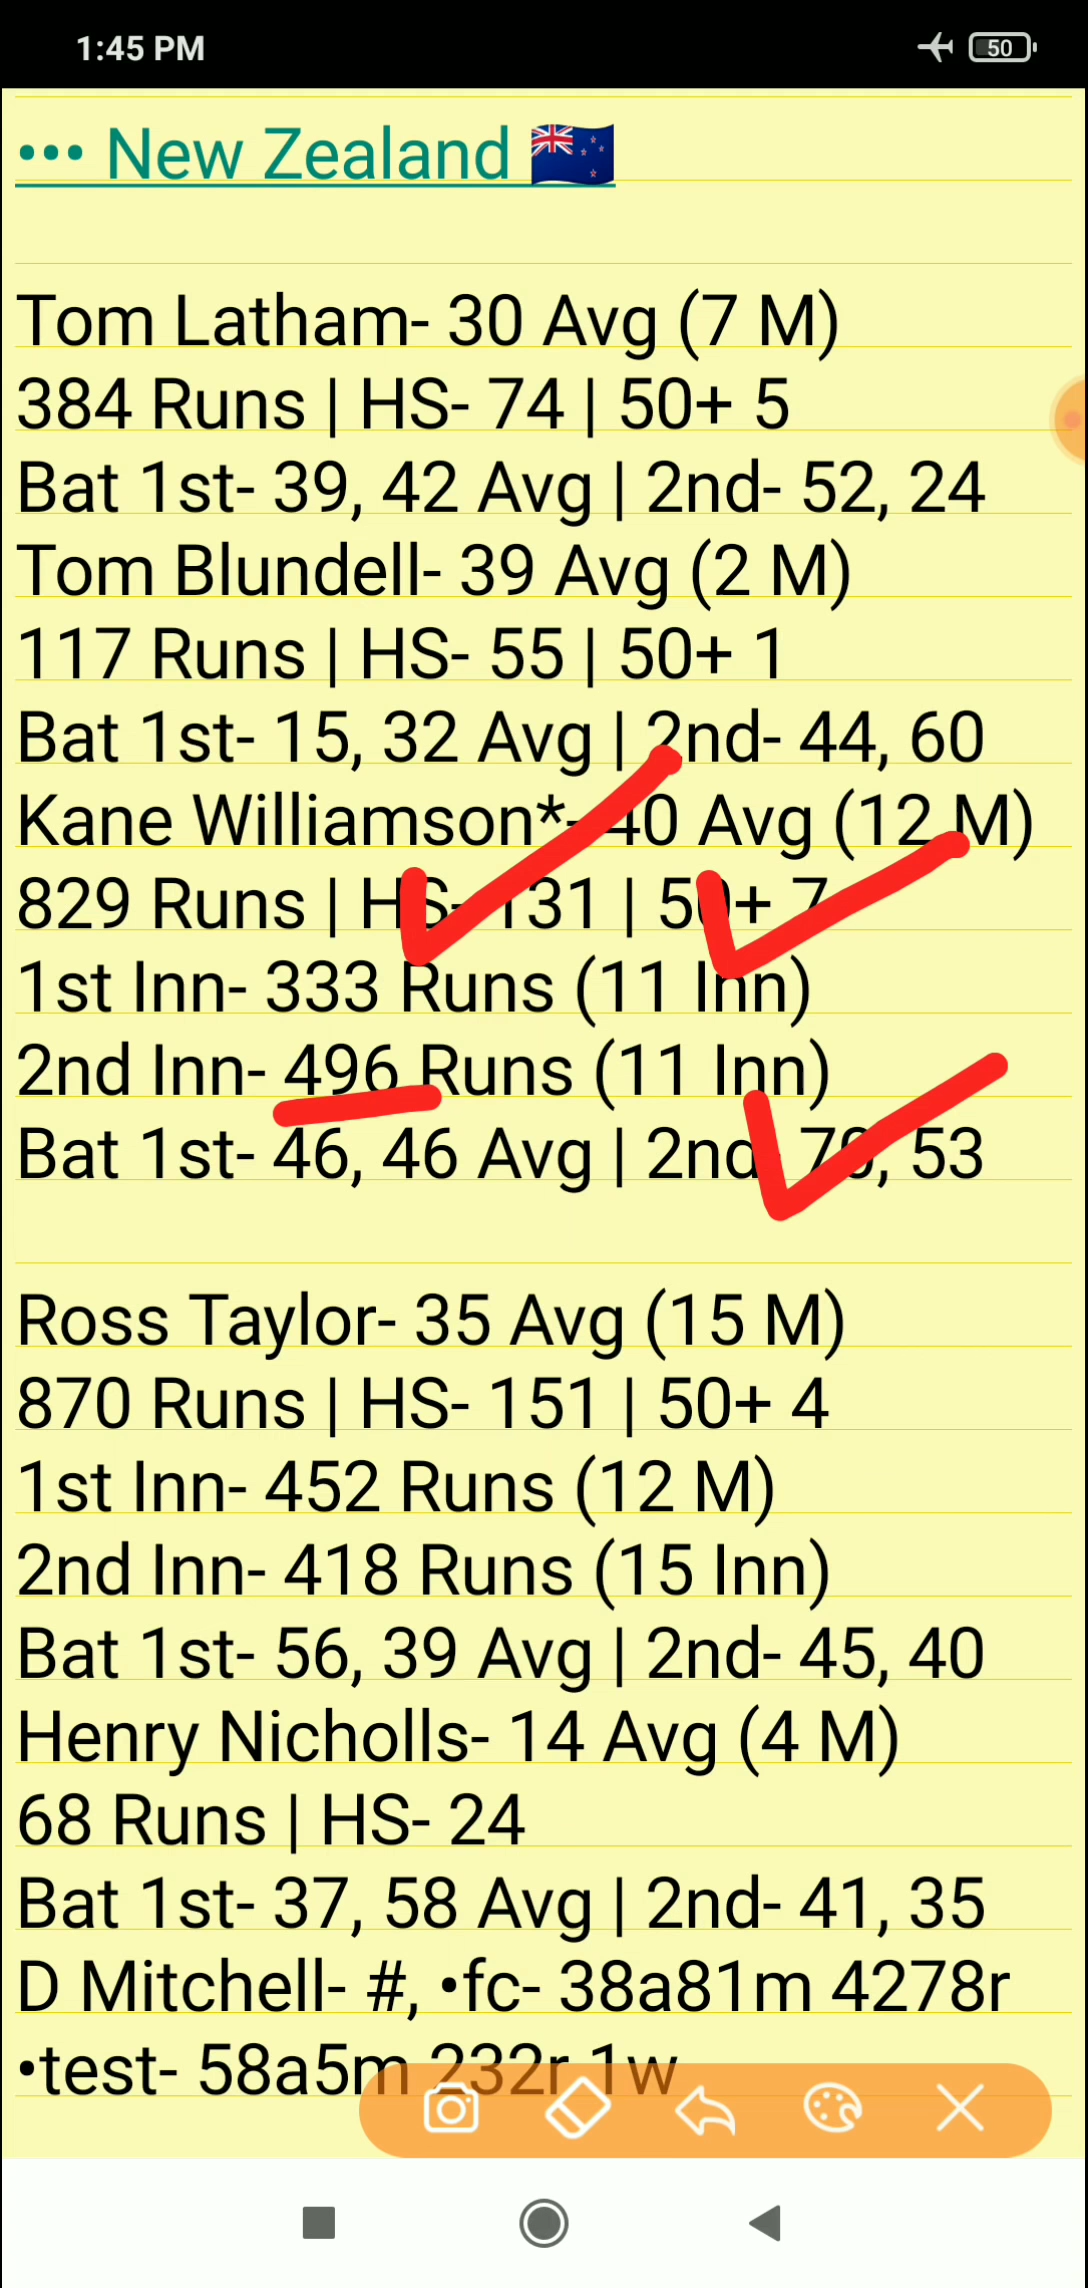 1:45 PM
50
••• New Zealand 🇳🇿
Tom Latham- 30 Avg (7 M)
384 Runs | HS- 74 | 50+ 5
Bat 1st- 39, 42 Avg | 2nd- 52, 24
Tom Blundell- 39 Avg (2 M)
117 Runs | HS- 55 | 50+ 1
Bat 1st- 15, 32 Avg | 2nd- 44, 60
Kane Williamson*- 40 Avg (12 M)
829 Runs | HS- 131 | 50+ 7
1st Inn- 333 Runs (11 Inn)
2nd Inn- 496 Runs (11 Inn)
Bat 1st- 46, 46 Avg | 2nd- 53
Ross Taylor- 35 Avg (15 M)
870 Runs | HS- 151 | 50+ 4
1st Inn- 452 Runs (12 M)
2nd Inn- 418 Runs (15 Inn)
Bat 1st- 56, 39 Avg | 2nd- 45, 40
Henry Nicholls- 14 Avg (4 M)
68 Runs | HS- 24
Bat 1st- 37, 58 Avg | 2nd- 41, 35
D Mitchell- #, •fc- 38a81m 4278r
•test- 58a5m 232r 1w